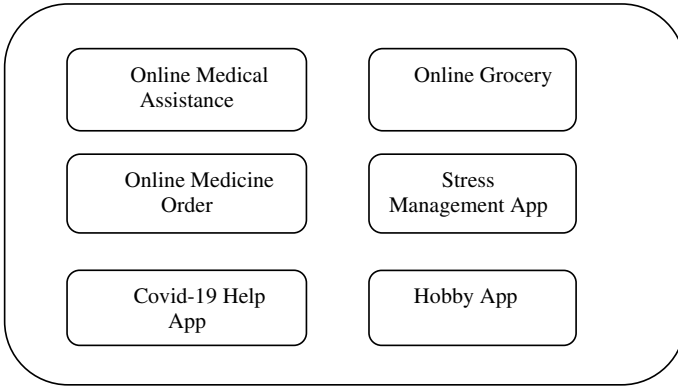 Online Medical
Assistance
Online Grocery
Online Medicine
Order
Stress
Management App
Covid-19 Help
App
Hobby App